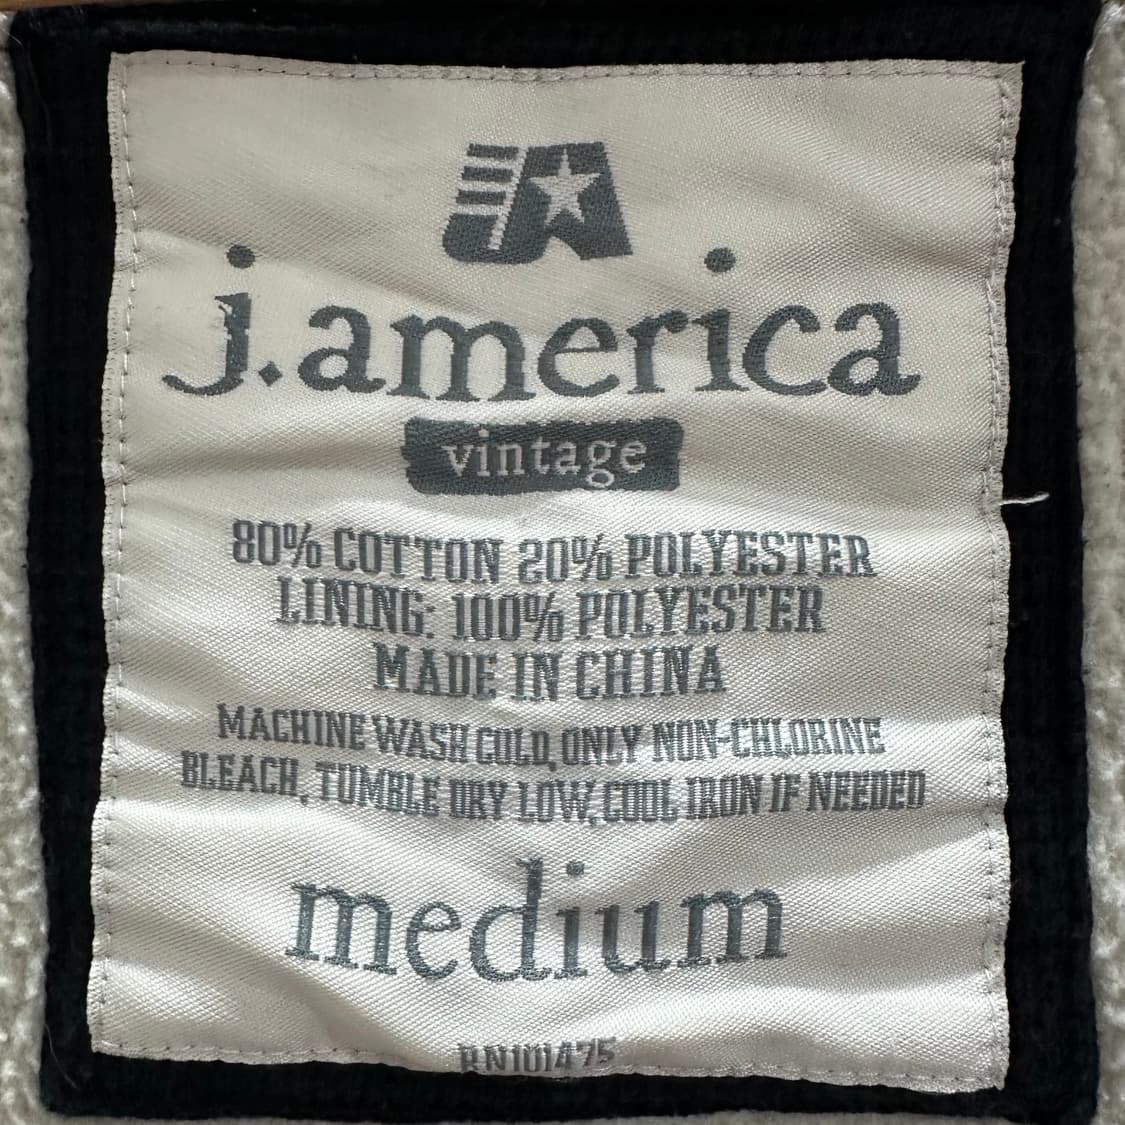 JA
j.america
vintage
80% COTTON 20% POLYESTER
LINING: 100% POLYESTER
MADE IN CHINA
MACHINE WASH COLD, ONLY NON-CHLORINE
BLEACH, TUMBLE DRY LOW, COOL IRON IF NEEDED
medium
RN101475